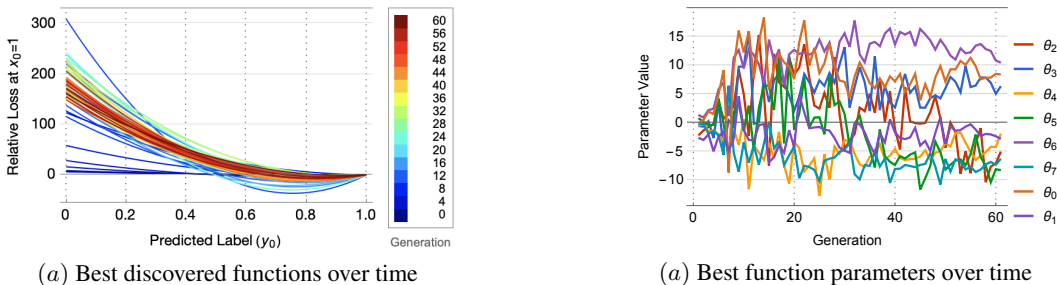 Relative Loss at x₀=1
300
200
100
0
0
0.2
0.4
0.6
0.8
1.0
Predicted Label (y₀)
60
56
52
48
44
40
36
32
28
24
20
16
12
8
4
0
Generation
(a) Best discovered functions over time
Parameter Value
15
10
5
0
−5
−10
0
20
40
60
Generation
θ₂
θ₃
θ₄
θ₅
θ₆
θ₇
θ₀
θ₁
(a) Best function parameters over time